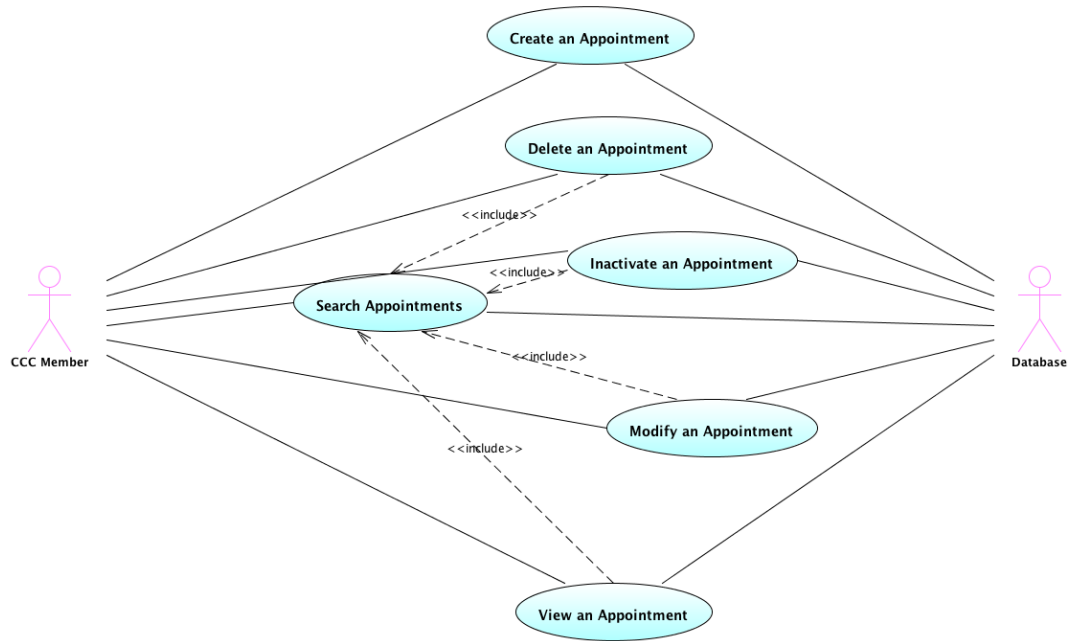 Create an Appointment
Delete an Appointment
<<include>>
Inactivate an Appointment
<<include>>
Search Appointments
CCC Member
Database
<<include>>
Modify an Appointment
<<include>>
View an Appointment